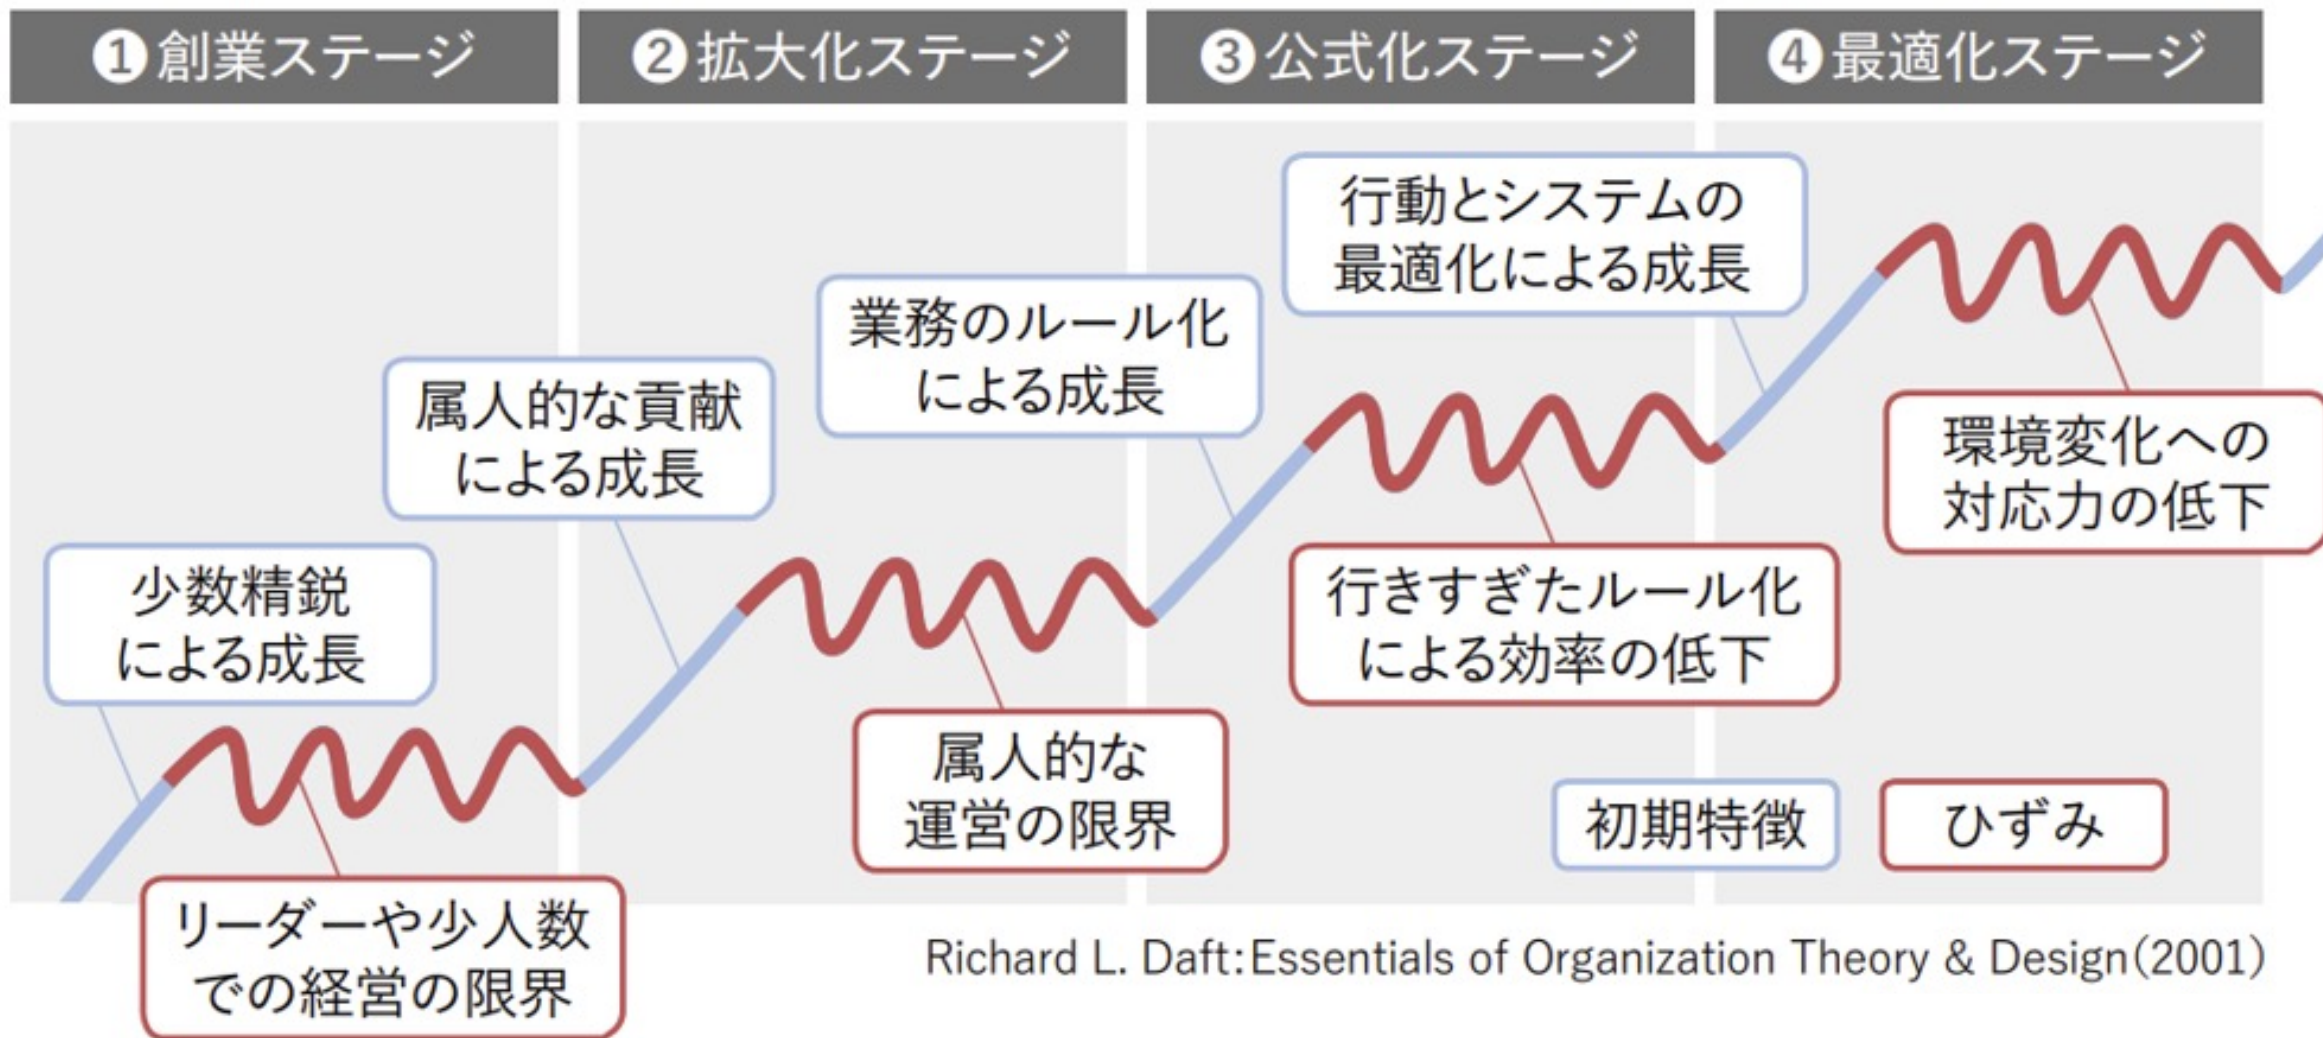 ❶創業ステージ
❷拡大化ステージ
❸公式化ステージ
❹最適化ステージ
少数精鋭
による成長
リーダーや少人数
での経営の限界
属人的な貢献
による成長
属人的な
運営の限界
業務のルール化
による成長
行きすぎたルール化
による効率の低下
行動とシステムの
最適化による成長
環境変化への
対応力の低下
初期特徴
ひずみ
Richard L. Daft:Essentials of Organization Theory & Design(2001)